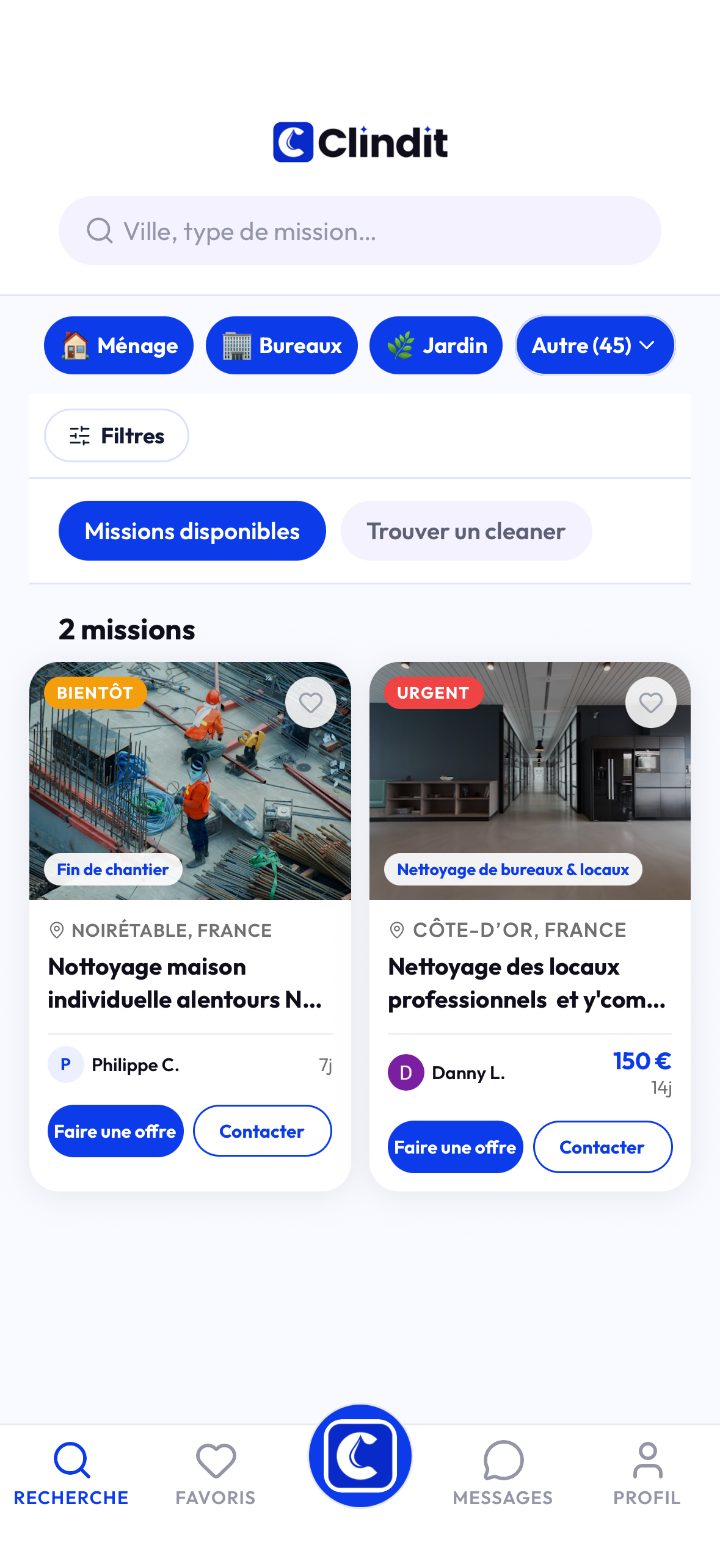 Clindit
Ville, type de mission...
Ménage
Bureaux
Jardin
Autre (45)
Filtres
Missions disponibles
Trouver un cleaner
2 missions
BIENTÔT
Fin de chantier
NOIRÉTABLE, FRANCE
Nottoyage maison
individuelle alentours N...
P
Philippe C.
7j
Faire une offre
Contacter
URGENT
Nettoyage de bureaux & locaux
CÔTE-D’OR, FRANCE
Nettoyage des locaux
professionnels  et y'com...
D
Danny L.
150 €
14j
Faire une offre
Contacter
RECHERCHE
FAVORIS
MESSAGES
PROFIL